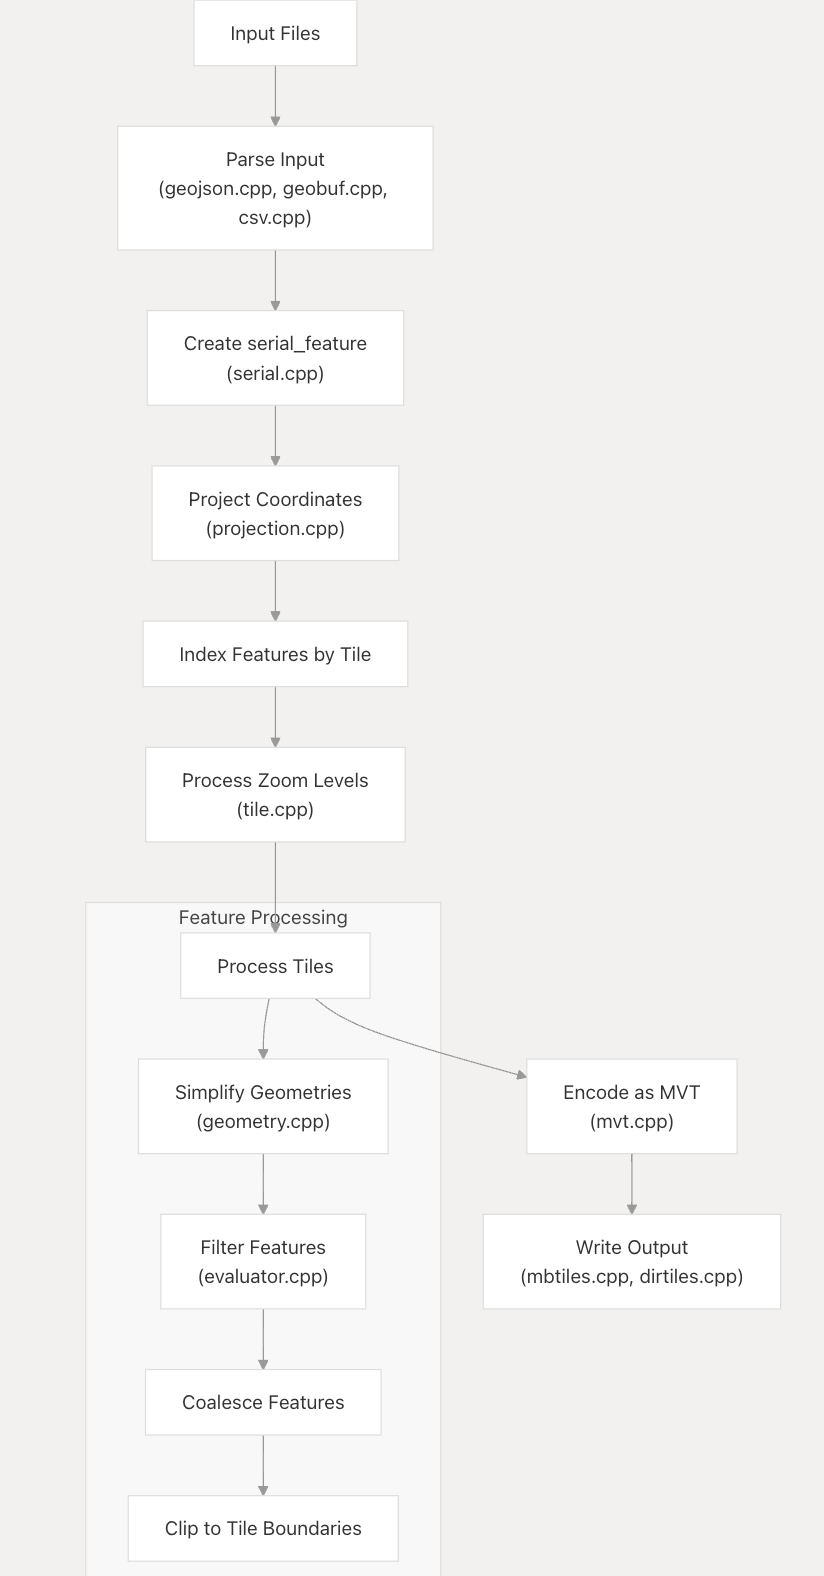 Input Files
Parse Input
(geojson.cpp, geobuf.cpp,
csv.cpp)
Create serial_feature
(serial.cpp)
Project Coordinates
(projection.cpp)
Index Features by Tile
Process Zoom Levels
(tile.cpp)
Feature Processing
Process Tiles
Simplify Geometries
(geometry.cpp)
Encode as MVT
(mvt.cpp)
Filter Features
(evaluator.cpp)
Write Output
(mbtiles.cpp, dirtiles.cpp)
Coalesce Features
Clip to Tile Boundaries